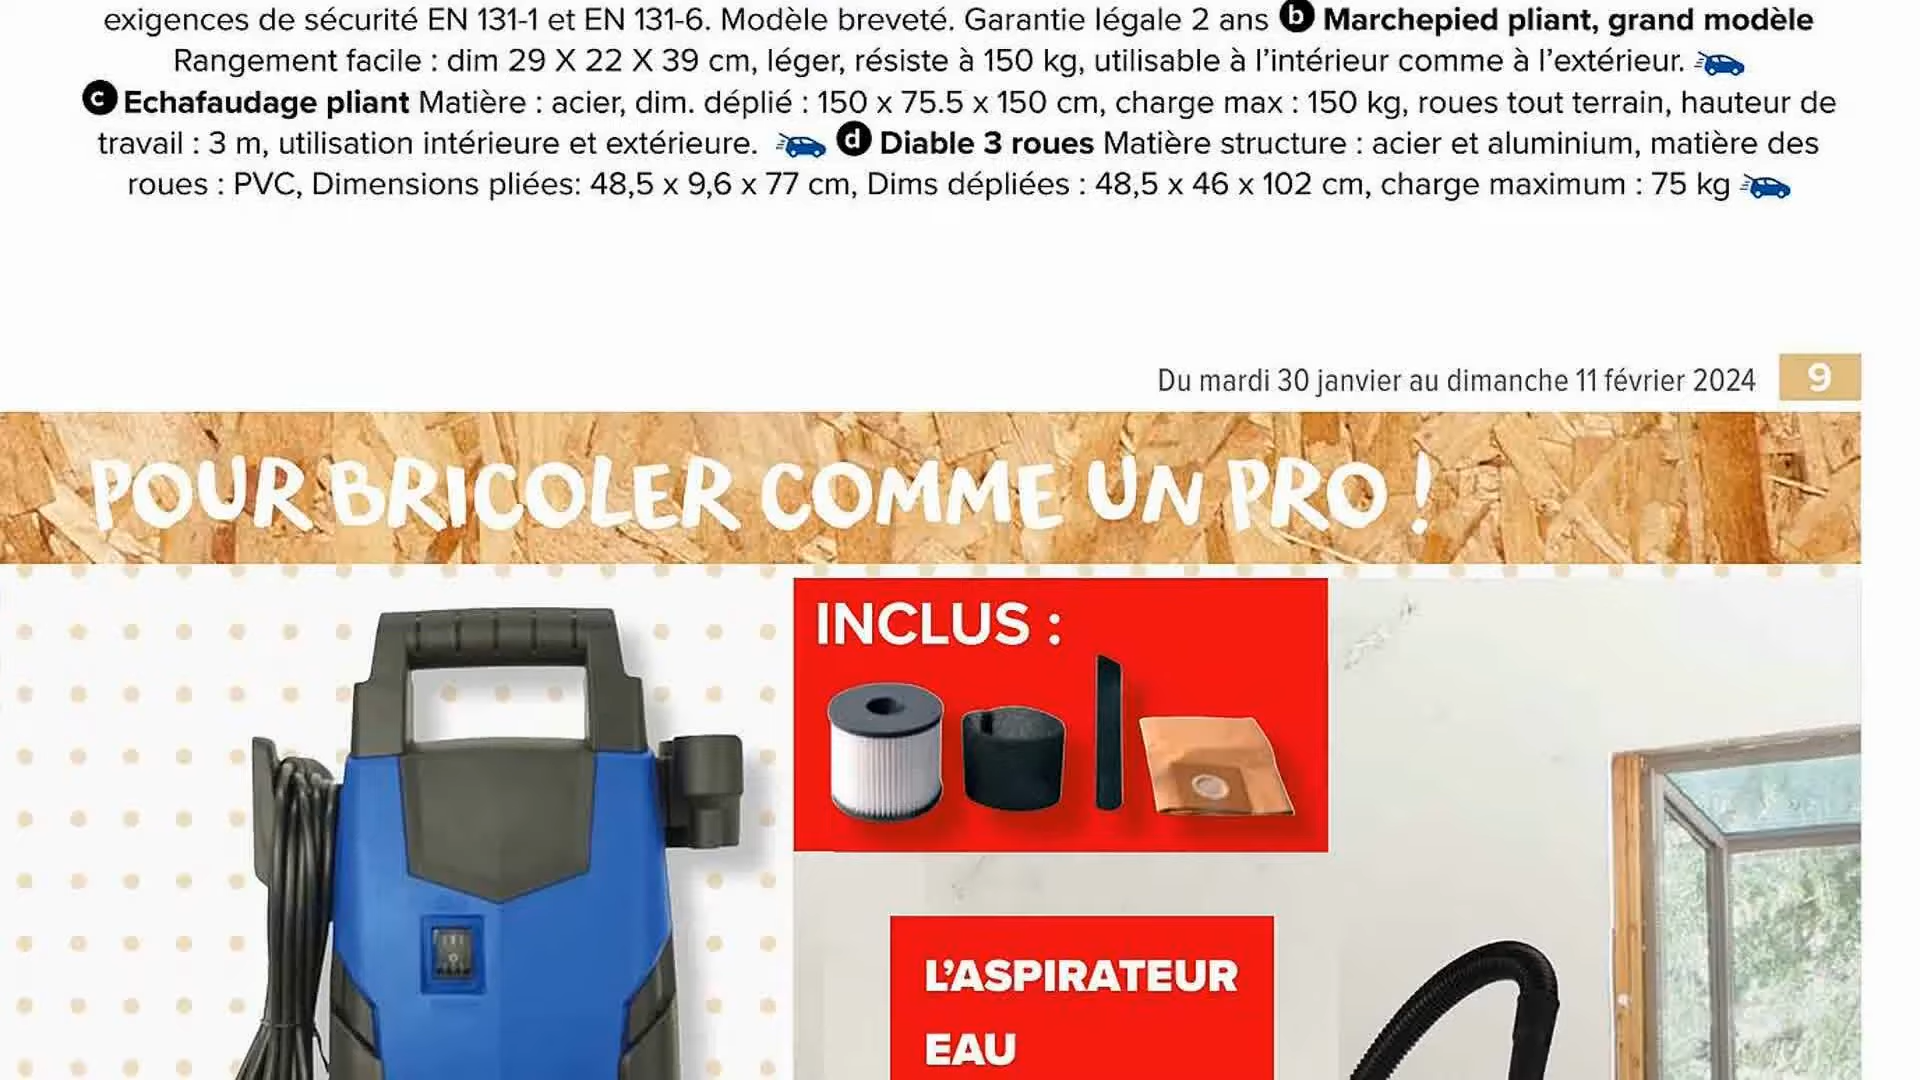 exigences de sécurité EN 131-1 et EN 131-6. Modèle breveté. Garantie légale 2 ans b Marchepied pliant, grand modèle
Rangement facile : dim 29 X 22 X 39 cm, léger, résiste à 150 kg, utilisable à l'intérieur comme à l'extérieur.
c Echafaudage pliant Matière : acier, dim. déplié : 150 x 75.5 x 150 cm, charge max : 150 kg, roues tout terrain, hauteur de
travail : 3 m, utilisation intérieure et extérieure. d Diable 3 roues Matière structure : acier et aluminium, matière des
roues : PVC, Dimensions pliées: 48,5 x 9,6 x 77 cm, Dims dépliées : 48,5 x 46 x 102 cm, charge maximum : 75 kg
Du mardi 30 janvier au dimanche 11 février 2024 9
POUR BRICOLER COMME UN PRO !
INCLUS :
L'ASPIRATEUR
EAU